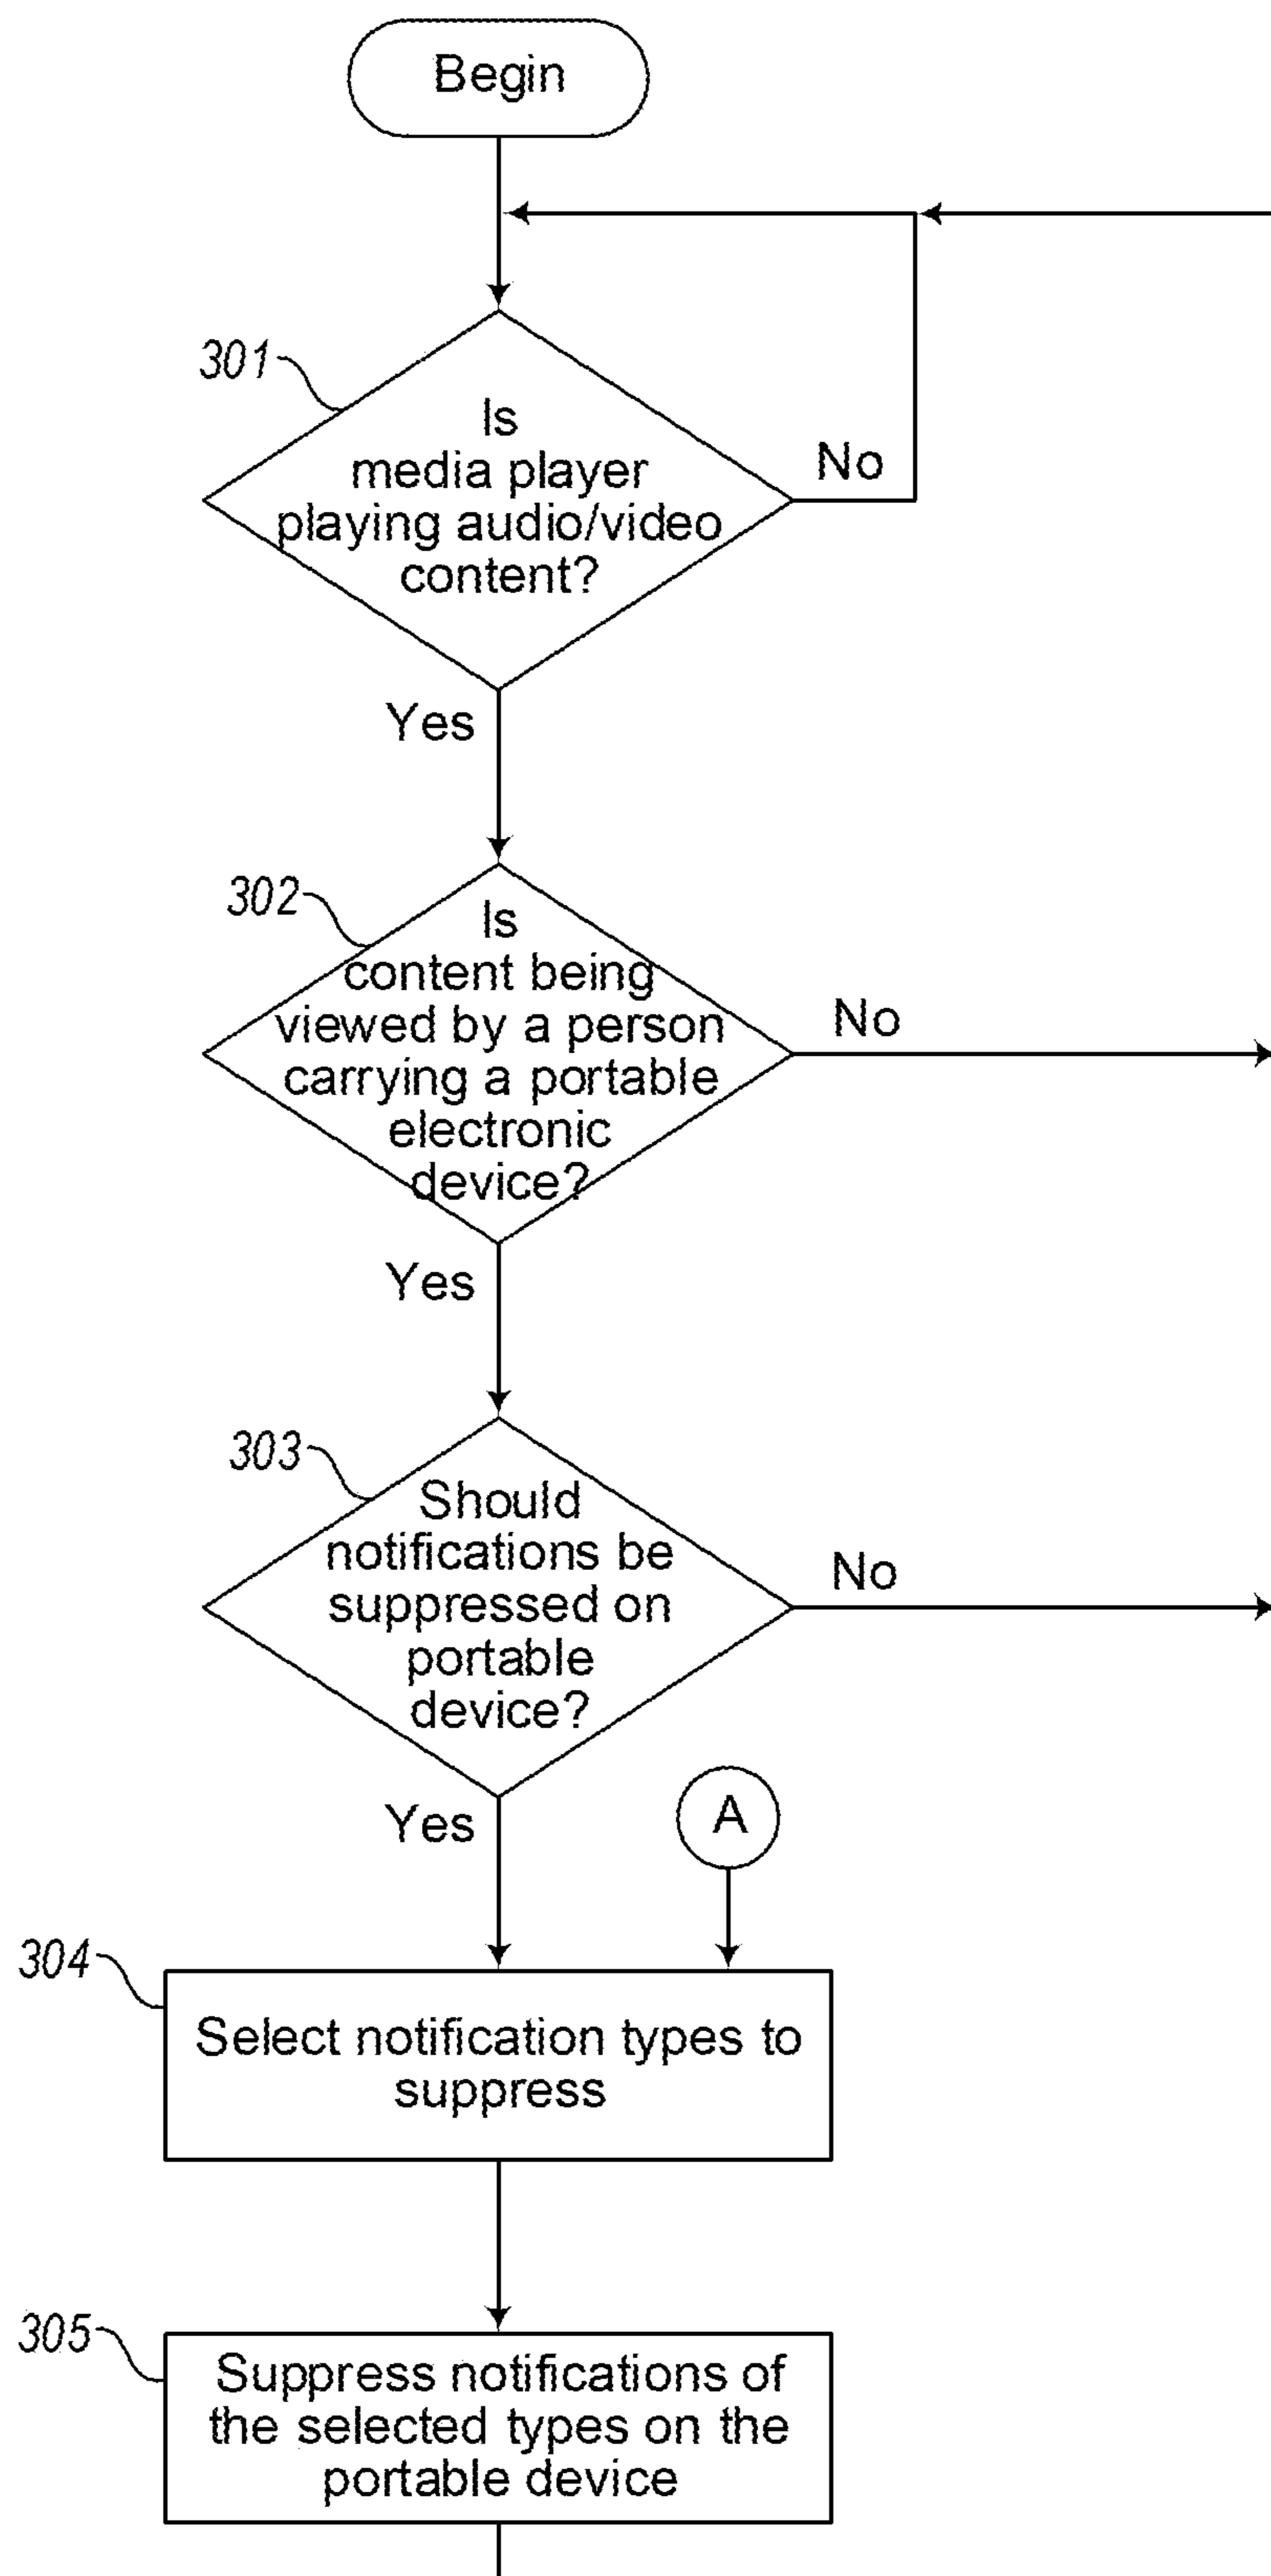 Begin
301
Is
media player
playing audio/video
content?
No
Yes
302
Is
content being
viewed by a person
carrying a portable
electronic
device?
No
Yes
303
Should
notifications be
suppressed on
portable
device?
No
Yes
A
304
Select notification types to
suppress
305
Suppress notifications of
the selected types on the
portable device